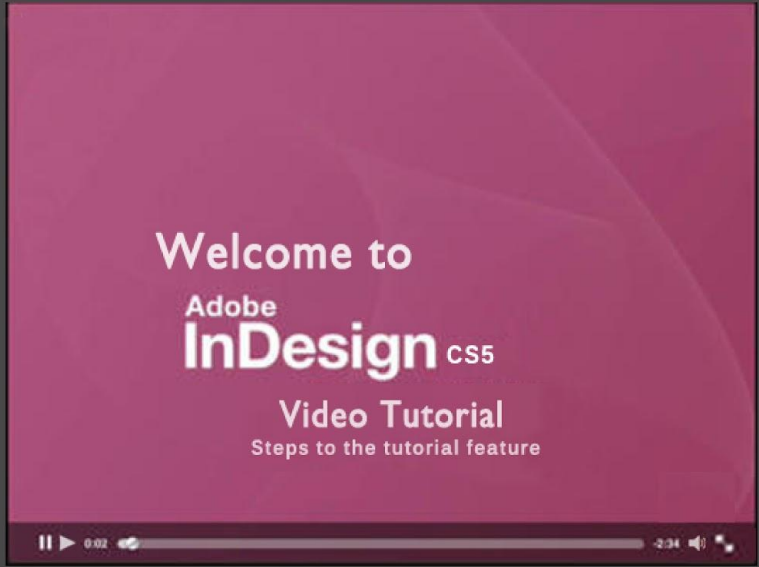 Welcome to
Adobe
InDesign CS5
Video Tutorial
Steps to the tutorial feature
0:02
-2:34